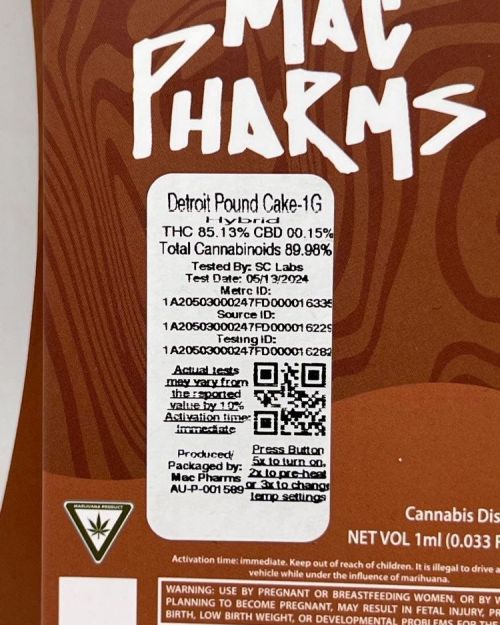 MAC
PHARMS
Detroit Pound Cake-1G
Hybrid
THC 85.13% CBD 00.15%
Total Cannabinoids 89.98%
Tested By: SC Labs
Test Date: 05/13/2024
Metrc ID:
1A20503000247FD000016335
Source ID:
1A20503000247FD000016229
Testing ID:
1A20503000247FD000016282
Actual tests
may vary from
the reported
value by 10%
Activation time:
Immediate
Produced/
Packaged by:
Mac Pharms
AU-P-001589
Press Button
5x to turn on,
2x to pre-heat
or 3x to change
temp settings
MARIJUANA PRODUCT
Cannabis Dis
NET VOL 1ml (0.033 F
Activation time: immediate. Keep out of reach of children. It is illegal to drive a
vehicle while under the influence of marihuana.
WARNING: USE BY PREGNANT OR BREASTFEEDING WOMEN, OR BY W
PLANNING TO BECOME PREGNANT, MAY RESULT IN FETAL INJURY, PR
BIRTH, LOW BIRTH WEIGHT, OR DEVELOPMENTAL PROBLEMS FOR THE